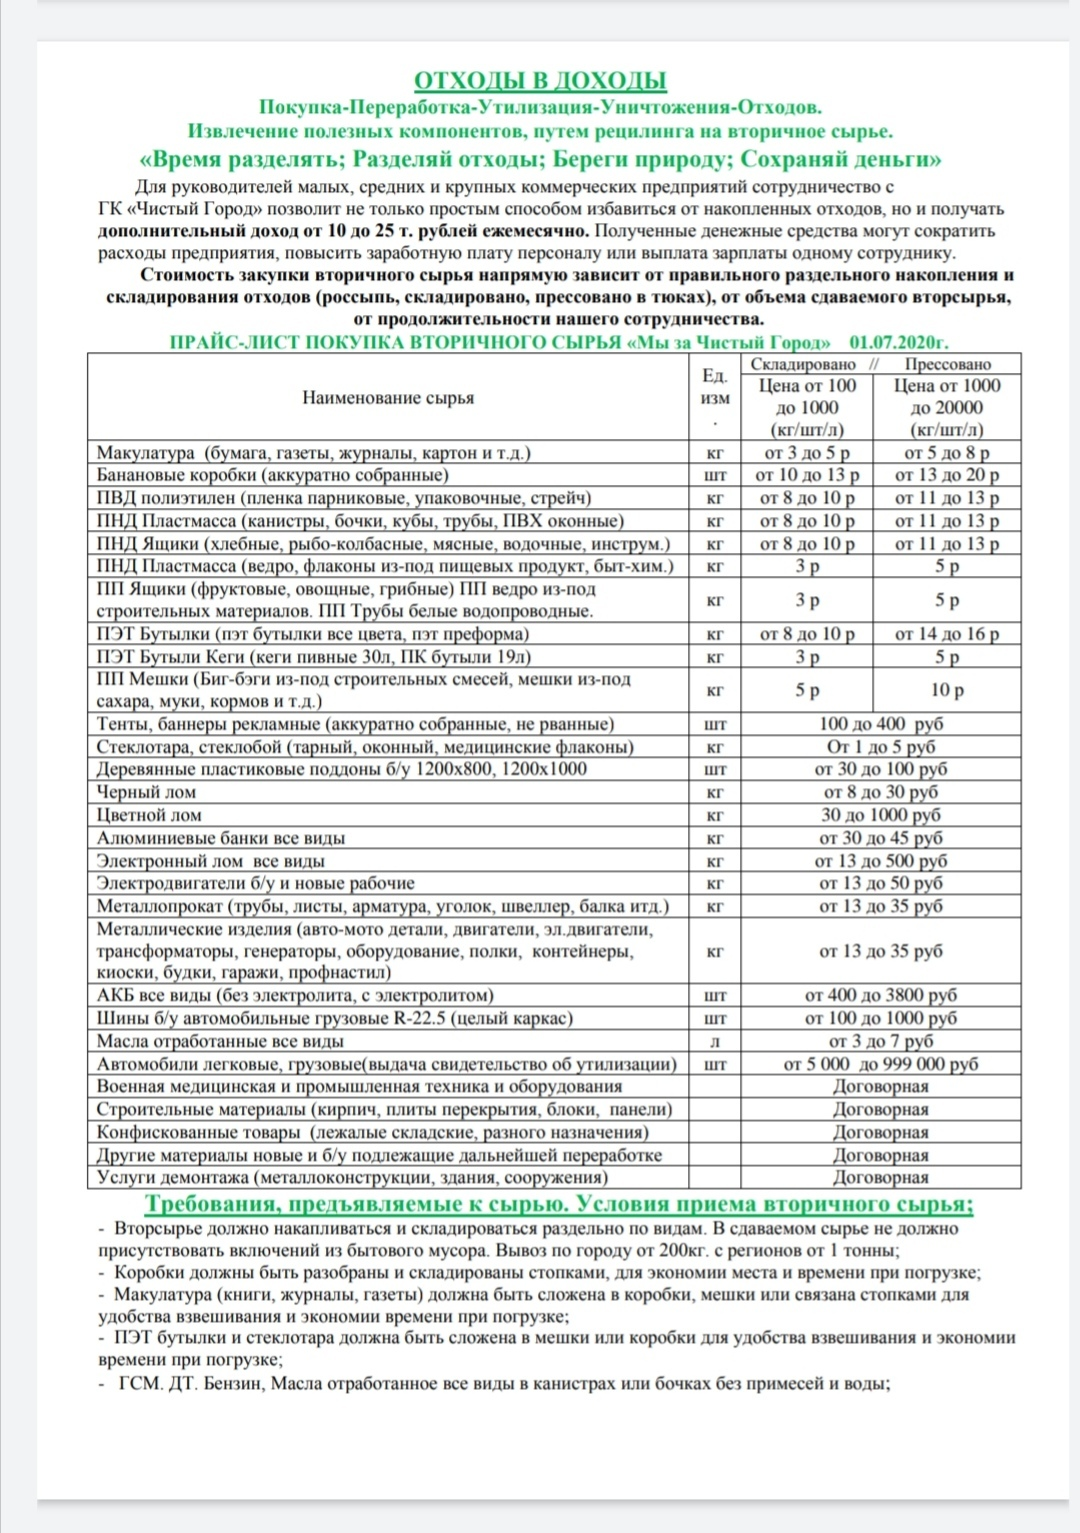 ОТХОДЫ В ДОХОДЫ
Покупка-Переработка-Утилизация-Уничтожения-Отходов.
Извлечение полезных компонентов, путем рецилинга на вторичное сырье.
«Время разделять; Разделяй отходы; Береги природу; Сохраняй деньги»
Для руководителей малых, средних и крупных коммерческих предприятий сотрудничество с
ГК «Чистый Город» позволит не только простым способом избавиться от накопленных отходов, но и получать
дополнительный доход от 10 до 25 т. рублей ежемесячно. Полученные денежные средства могут сократить
расходы предприятия, повысить заработную плату персоналу или выплата зарплаты одному сотруднику.
Стоимость закупки вторичного сырья напрямую зависит от правильного раздельного накопления и
складирования отходов (россыпь, складировано, прессовано в тюках), от объема сдаваемого вторсырья,
от продолжительности нашего сотрудничества.
ПРАЙС-ЛИСТ ПОКУПКА ВТОРИЧНОГО СЫРЬЯ «Мы за Чистый Город» 01.07.2020г.
Наименование сырья
Ед.
изм
.
Складировано // Прессовано
Цена от 100
до 1000
(кг/шт/л)
Цена от 1000
до 20000
(кг/шт/л)
Макулатура (бумага, газеты, журналы, картон и т.д.) кг от 3 до 5 р от 5 до 8 р
Банановые коробки (аккуратно собранные) шт от 10 до 13 р от 13 до 20 р
ПВД полиэтилен (пленка парниковые, упаковочные, стрейч) кг от 8 до 10 р от 11 до 13 р
ПНД Пластмасса (канистры, бочки, кубы, трубы, ПВХ оконные) кг от 8 до 10 р от 11 до 13 р
ПНД Ящики (хлебные, рыбо-колбасные, мясные, водочные, инструм.) кг от 8 до 10 р от 11 до 13 р
ПНД Пластмасса (ведро, флаконы из-под пищевых продукт, быт-хим.) кг 3 р 5 р
ПП Ящики (фруктовые, овощные, грибные) ПП ведро из-под
строительных материалов. ПП Трубы белые водопроводные. кг 3 р 5 р
ПЭТ Бутылки (пэт бутылки все цвета, пэт преформа) кг от 8 до 10 р от 14 до 16 р
ПЭТ Бутыли Кеги (кеги пивные 30л, ПК бутыли 19л) кг 3 р 5 р
ПП Мешки (Биг-бэги из-под строительных смесей, мешки из-под
сахара, муки, кормов и т.д.) кг 5 р 10 р
Тенты, баннеры рекламные (аккуратно собранные, не рванные) шт 100 до 400 руб
Стеклотара, стеклобой (тарный, оконный, медицинские флаконы) кг От 1 до 5 руб
Деревянные пластиковые поддоны б/у 1200х800, 1200х1000 шт от 30 до 100 руб
Черный лом кг от 8 до 30 руб
Цветной лом кг 30 до 1000 руб
Алюминиевые банки все виды кг от 30 до 45 руб
Электронный лом все виды кг от 13 до 500 руб
Электродвигатели б/у и новые рабочие кг от 13 до 50 руб
Металлопрокат (трубы, листы, арматура, уголок, швеллер, балка итд.) кг от 13 до 35 руб
Металлические изделия (авто-мото детали, двигатели, эл.двигатели,
трансформаторы, генераторы, оборудование, полки, контейнеры,
киоски, будки, гаражи, профнастил) кг от 13 до 35 руб
АКБ все виды (без электролита, с электролитом) шт от 400 до 3800 руб
Шины б/у автомобильные грузовые R-22.5 (целый каркас) шт от 100 до 1000 руб
Масла отработанные все виды л от 3 до 7 руб
Автомобили легковые, грузовые(выдача свидетельство об утилизации) шт от 5 000 до 999 000 руб
Военная медицинская и промышленная техника и оборудования Договорная
Строительные материалы (кирпич, плиты перекрытия, блоки, панели) Договорная
Конфискованные товары (лежалые складские, разного назначения) Договорная
Другие материалы новые и б/у подлежащие дальнейшей переработке Договорная
Услуги демонтажа (металлоконструкции, здания, сооружения) Договорная
Требования, предъявляемые к сырью. Условия приема вторичного сырья;
- Вторсырье должно накапливаться и складироваться раздельно по видам. В сдаваемом сырье не должно
присутствовать включений из бытового мусора. Вывоз по городу от 200кг. с регионов от 1 тонны;
- Коробки должны быть разобраны и складированы стопками, для экономии места и времени при погрузке;
- Макулатура (книги, журналы, газеты) должна быть сложена в коробки, мешки или связана стопками для
удобства взвешивания и экономии времени при погрузке;
- ПЭТ бутылки и стеклотара должна быть сложена в мешки или коробки для удобства взвешивания и экономии
времени при погрузке;
- ГСМ. ДТ. Бензин, Масла отработанное все виды в канистрах или бочках без примесей и воды;